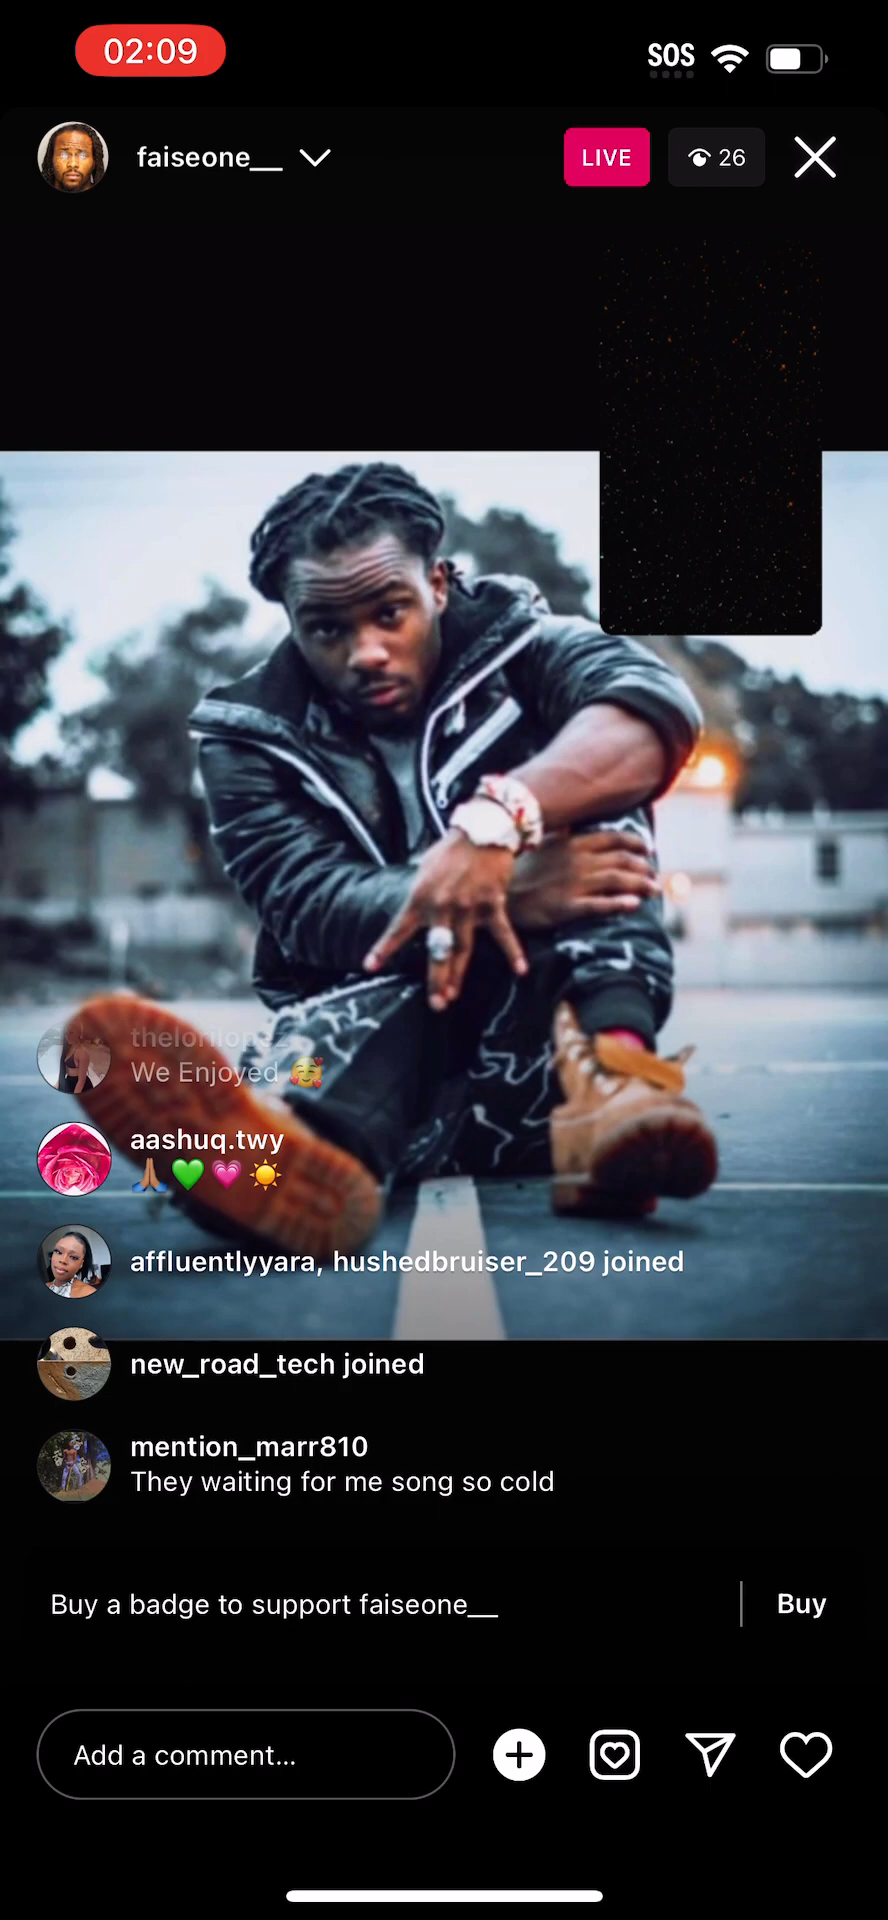 02:09
SOS
faiseone__
LIVE
26
thelorilopez
We Enjoyed 🥰
aashuq.twy
🙏🏽💚💗☀️
affluentlyyara, hushedbruiser_209 joined
new_road_tech joined
mention_marr810
They waiting for me song so cold
Buy a badge to support faiseone__
Buy
Add a comment...